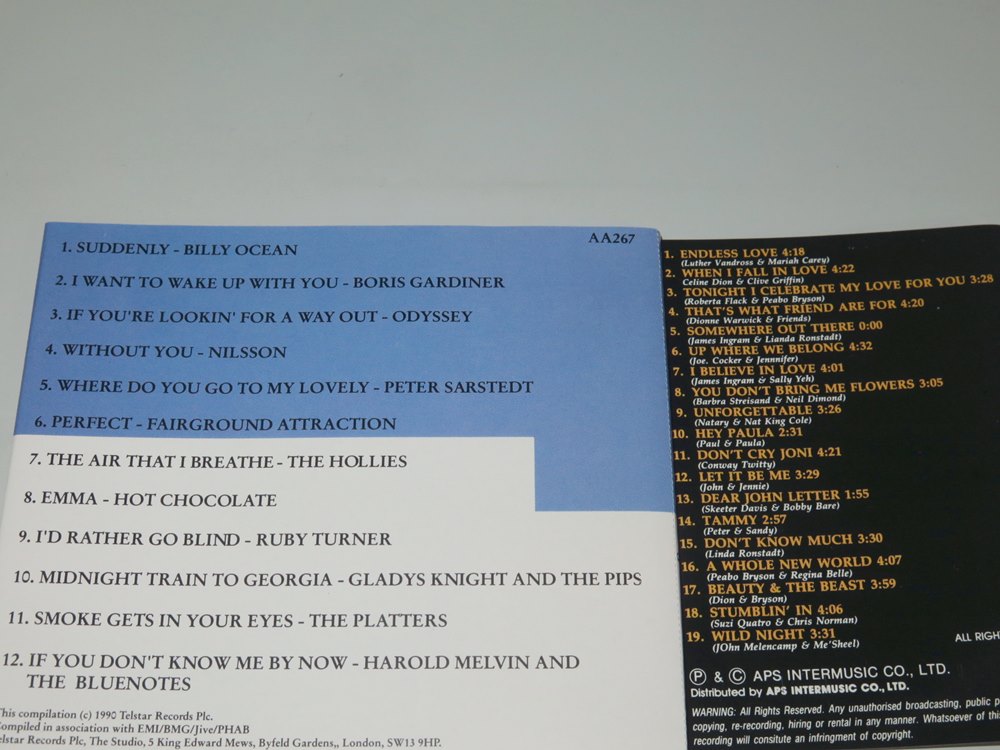 AA267
1. SUDDENLY - BILLY OCEAN
2. I WANT TO WAKE UP WITH YOU - BORIS GARDINER
3. IF YOU'RE LOOKIN' FOR A WAY OUT - ODYSSEY
4. WITHOUT YOU - NILSSON
5. WHERE DO YOU GO TO MY LOVELY - PETER SARSTEDT
6. PERFECT - FAIRGROUND ATTRACTION
7. THE AIR THAT I BREATHE - THE HOLLIES
8. EMMA - HOT CHOCOLATE
9. I'D RATHER GO BLIND - RUBY TURNER
10. MIDNIGHT TRAIN TO GEORGIA - GLADYS KNIGHT AND THE PIPS
11. SMOKE GETS IN YOUR EYES - THE PLATTERS
12. IF YOU DON'T KNOW ME BY NOW - HAROLD MELVIN AND
THE BLUENOTES
This compilation (c) 1990 Telstar Records Plc.
Compiled in association with EMI/BMG/Jive/PHAB
elstar Records Plc, The Studio, 5 King Edward Mews, Byfeld Gardens,, London, SW13 9HP.
1. ENDLESS LOVE 4:18
(Luther Vandross & Mariah Carey)
2. WHEN I FALL IN LOVE 4:22
Celine Dion & Clive Griffin)
3. TONIGHT I CELEBRATE MY LOVE FOR YOU 3:28
(Roberta Flack & Peabo Bryson)
4. THAT'S WHAT FRIEND ARE FOR 4:20
(Dionne Warwick & Friends)
5. SOMEWHERE OUT THERE 0:00
(James Ingram & Lianda Ronstadt)
6. UP WHERE WE BELONG 4:32
(Joe. Cocker & Jennnifer)
7. I BELIEVE IN LOVE 4:01
(James Ingram & Sally Yeh)
8. YOU DON'T BRING ME FLOWERS 3:05
(Barbra Streisand & Neil Dimond)
9. UNFORGETTABLE 3:26
(Natary & Nat King Cole)
10. HEY PAULA 2:31
(Paul & Paula)
11. DON'T CRY JONI 4:21
(Conway Twitty)
12. LET IT BE ME 3:29
(John & Jennie)
13. DEAR JOHN LETTER 1:55
(Skeeter Davis & Bobby Bare)
14. TAMMY 2:57
(Peter & Sandy)
15. DON'T KNOW MUCH 3:30
(Linda Ronstadt)
16. A WHOLE NEW WORLD 4:07
(Peabo Bryson & Regina Belle)
17. BEAUTY & THE BEAST 3:59
(Dion & Bryson)
18. STUMBLIN' IN 4:06
(Suzi Quatro & Chris Norman)
19. WILD NIGHT 3:31
(JOhn Melencamp & Me'Sheel)
ALL RIGH
Ⓟ & © APS INTERMUSIC CO., LTD.
Distributed by APS INTERMUSIC CO., LTD.
WARNING: All Rights Reserved. Any unauthorised broadcasting, public p
copying, re-recording, hiring or rental in any manner. Whatsoever of this
recording will consitute an infringment of copyright.